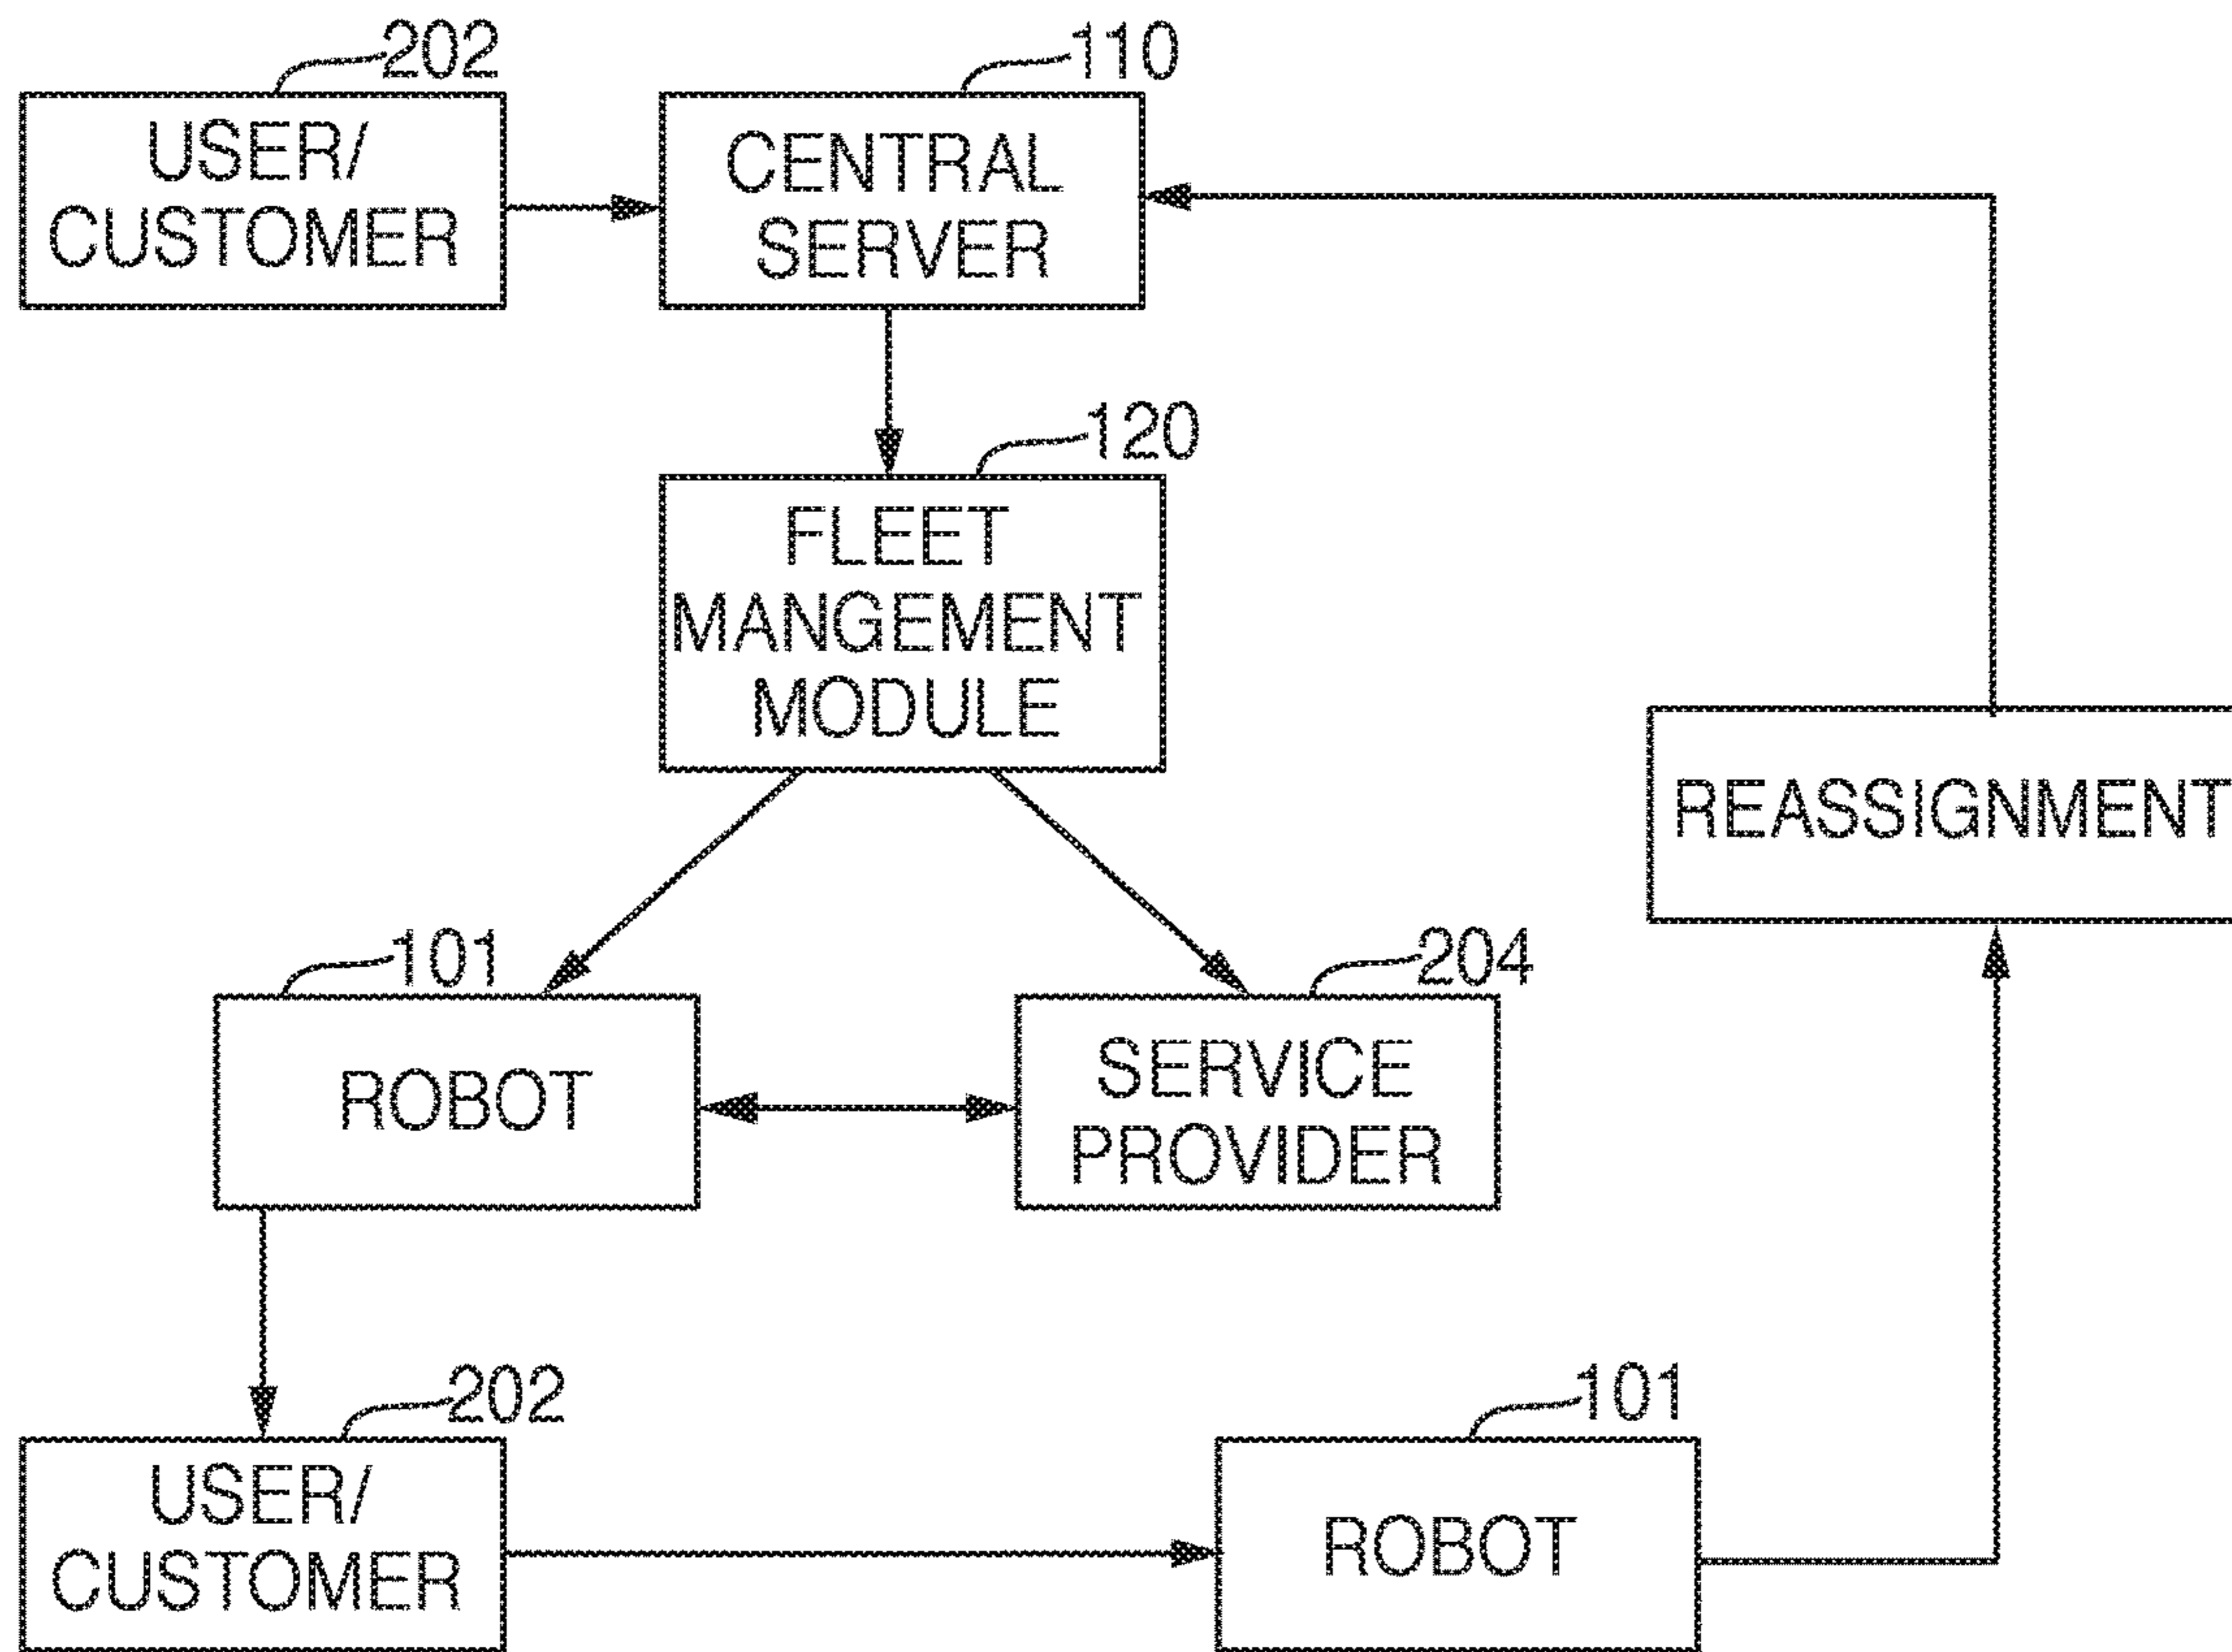 202
USER/
CUSTOMER
110
CENTRAL
SERVER
120
FLEET
MANGEMENT
MODULE
REASSIGNMENT
101
ROBOT
204
SERVICE
PROVIDER
202
USER/
CUSTOMER
101
ROBOT